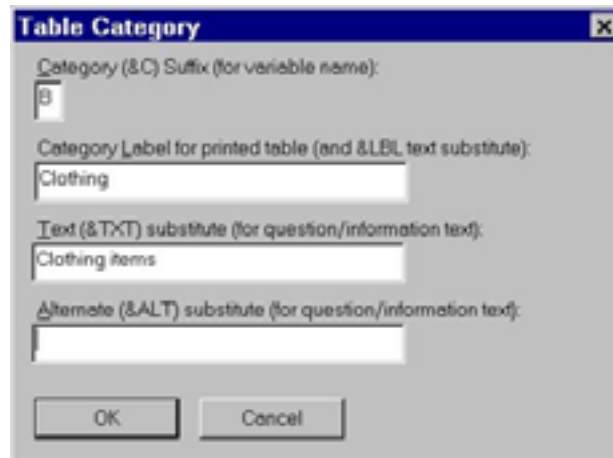 Table Category
Category (&C) Suffix (for variable name):
B
Category Label for printed table (and &LBL text substitute):
Clothing
Text (&TXT) substitute (for question/information text):
Clothing items
Alternate (&ALT) substitute (for question/information text):
OK Cancel